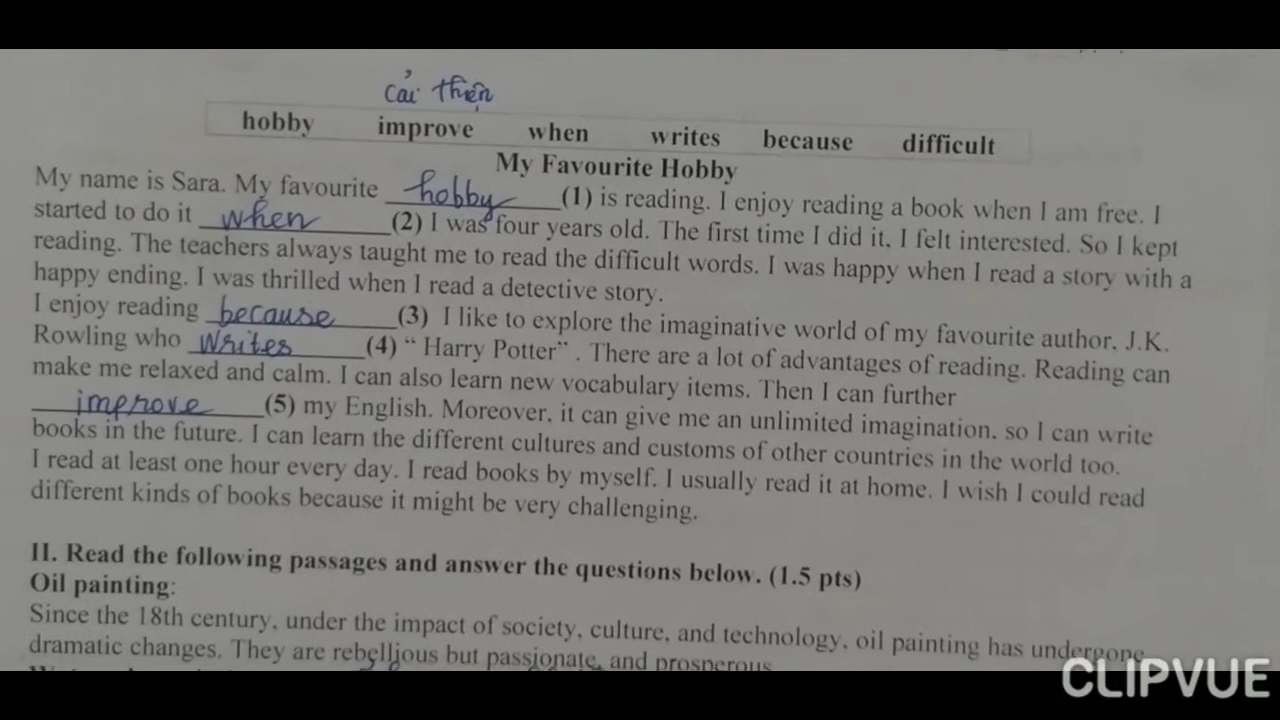 cải thiện
hobby improve when writes because difficult
My Favourite Hobby
My name is Sara. My favourite hobby (1) is reading. I enjoy reading a book when I am free. I
started to do it when (2) I was four years old. The first time I did it, I felt interested. So I kept
reading. The teachers always taught me to read the difficult words. I was happy when I read a story with a
happy ending. I was thrilled when I read a detective story.
I enjoy reading because (3) I like to explore the imaginative world of my favourite author, J.K.
Rowling who writes (4) “ Harry Potter” . There are a lot of advantages of reading. Reading can
make me relaxed and calm. I can also learn new vocabulary items. Then I can further
improve (5) my English. Moreover, it can give me an unlimited imagination, so I can write
books in the future. I can learn the different cultures and customs of other countries in the world too.
I read at least one hour every day. I read books by myself. I usually read it at home. I wish I could read
different kinds of books because it might be very challenging.
II. Read the following passages and answer the questions below. (1.5 pts)
Oil painting:
Since the 18th century, under the impact of society, culture, and technology, oil painting has undergone
dramatic changes. They are rebellious but passionate, and prosperous
CLIPVUE